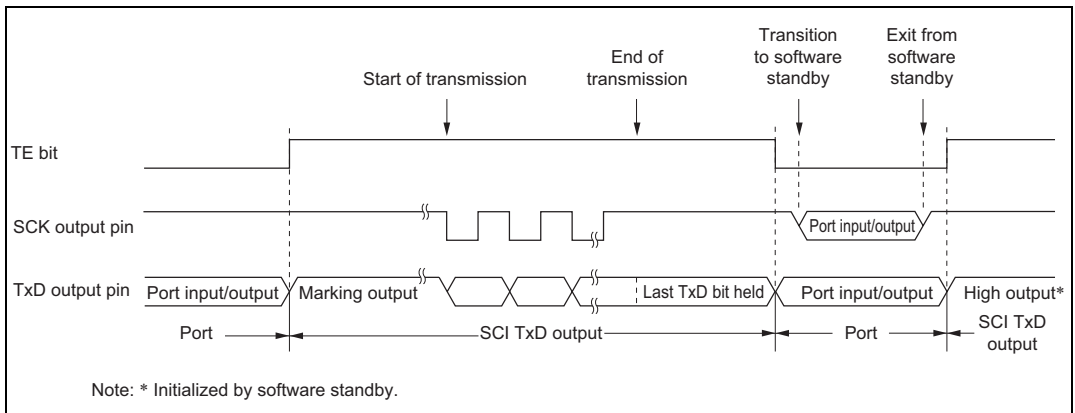 Start of transmission
End of
transmission
Transition
to software
standby
Exit from
software
standby
TE bit
SCK output pin
Port input/output
TxD output pin
Port input/output
Marking output
Last TxD bit held
Port input/output
High output*
Port
SCI TxD output
Port
SCI TxD
output
Note: * Initialized by software standby.